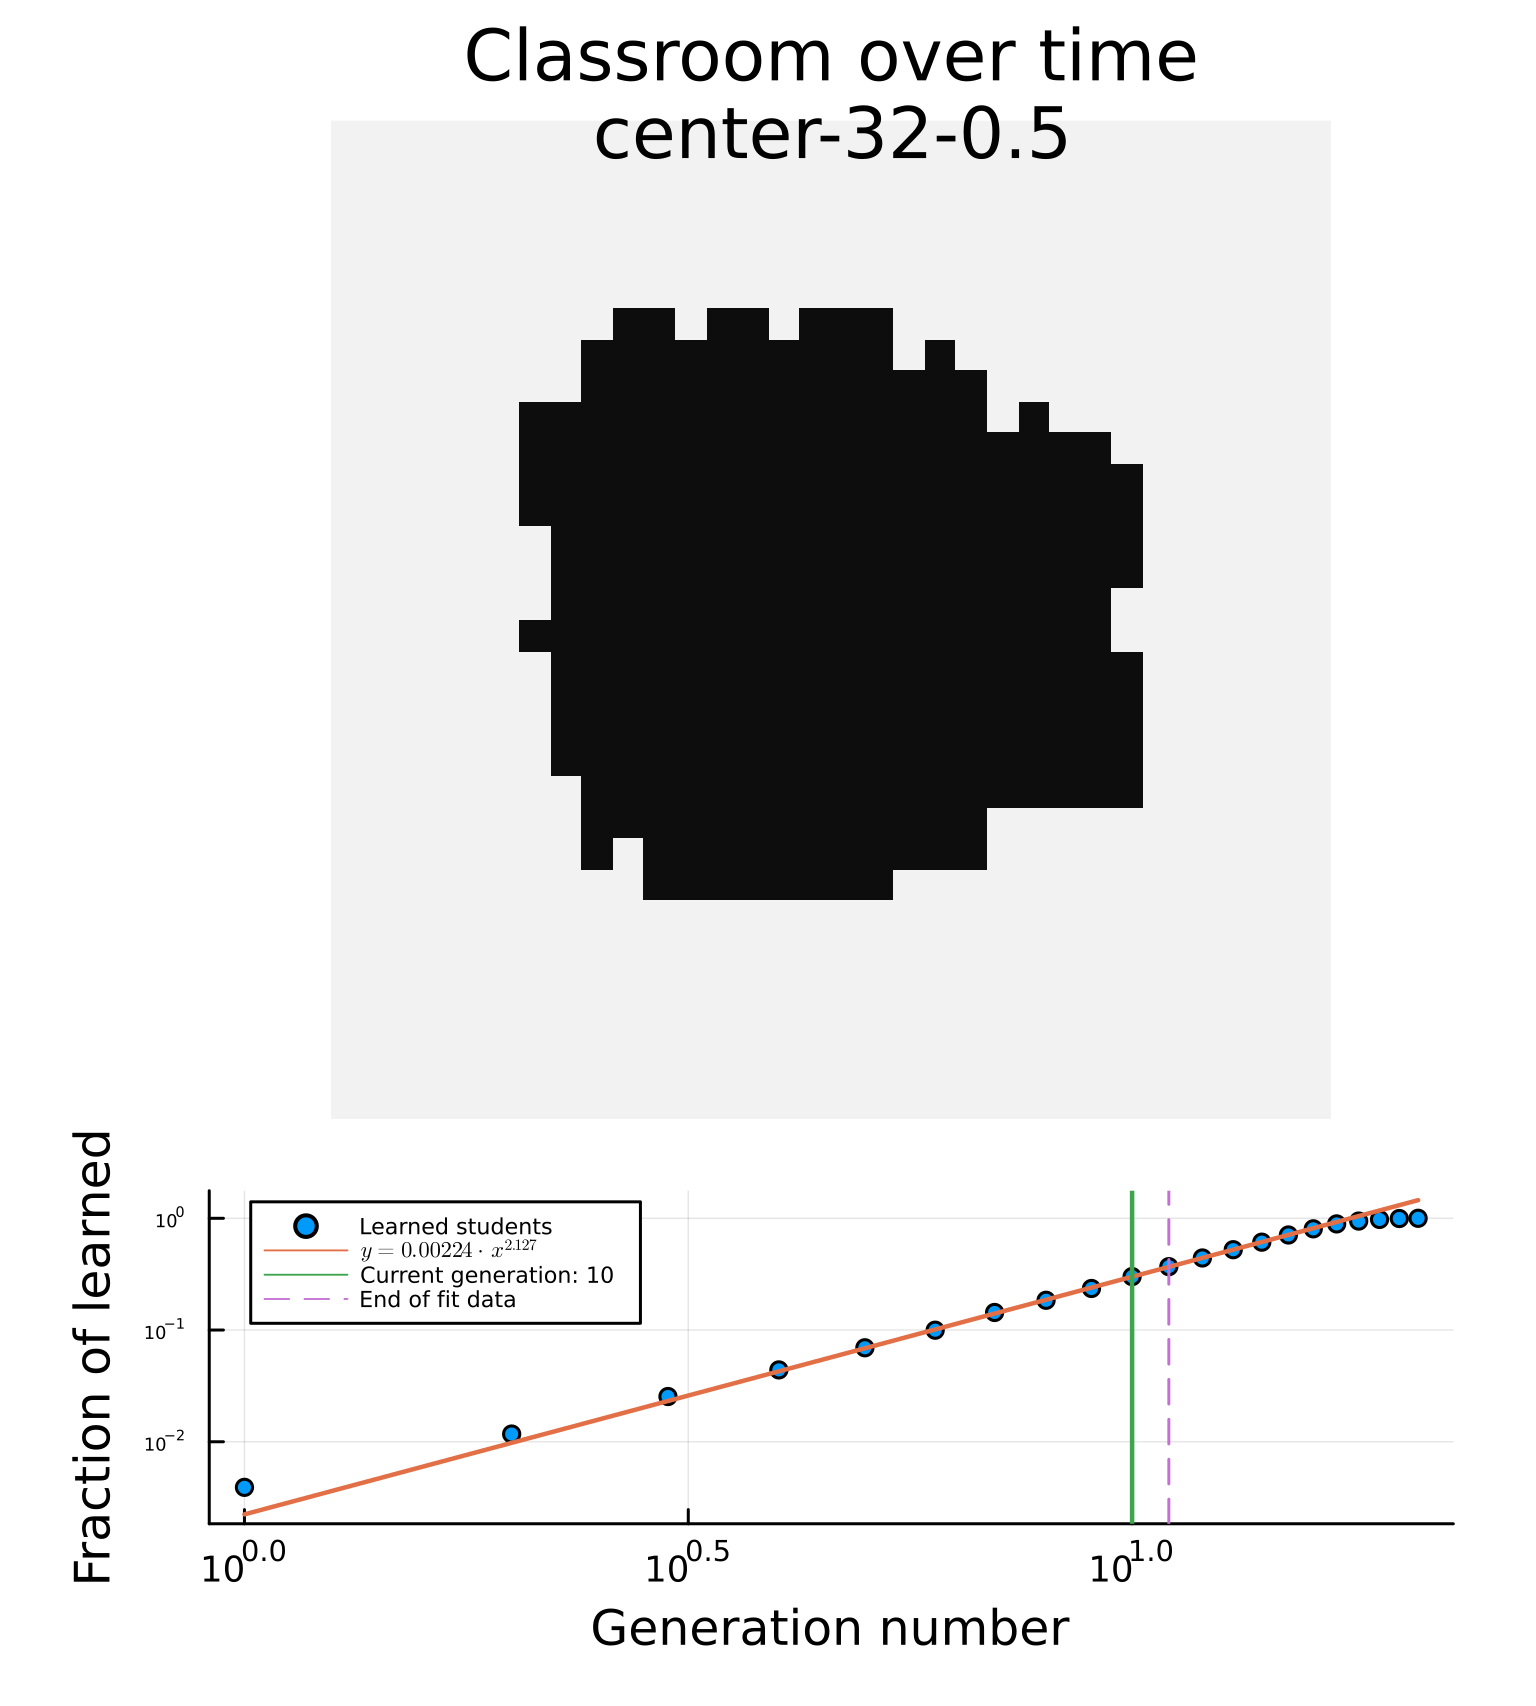 Classroom over time
center-32-0.5
Fraction of learned
10^0
10^−1
10^−2
Learned students
y = 0.00224 · x^2.127
Current generation: 10
End of fit data
10^0.0
10^0.5
10^1.0
Generation number